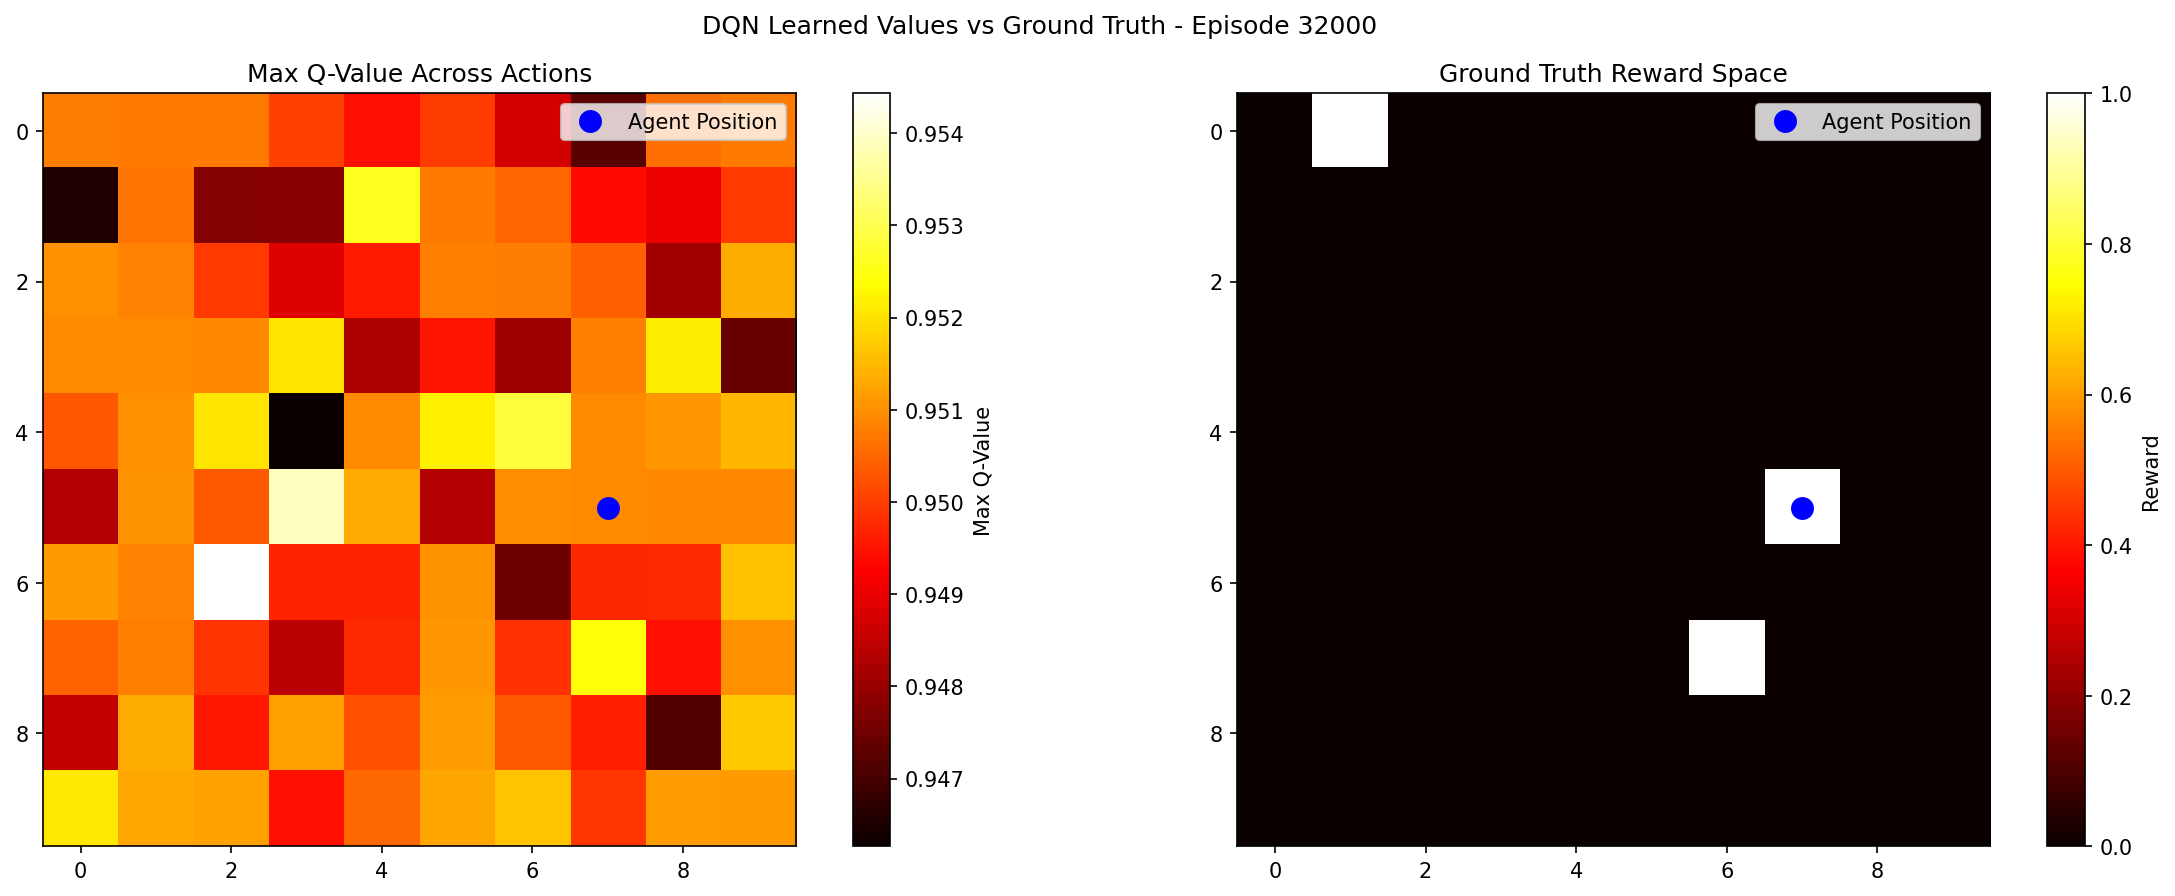 DQN Learned Values vs Ground Truth - Episode 32000
Max Q-Value Across Actions
Agent Position
0
2
4
6
8
0 2 4 6 8
0.954
0.953
0.952
0.951
0.950
0.949
0.948
0.947
Max Q-Value
Ground Truth Reward Space
Agent Position
0
2
4
6
8
0 2 4 6 8
1.0
0.8
0.6
0.4
0.2
0.0
Reward